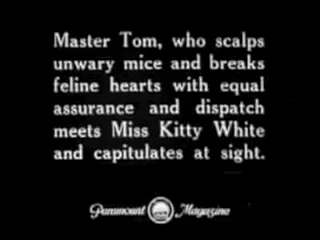 Master Tom, who scalps
unwary mice and breaks
feline hearts with equal
assurance and dispatch
meets Miss Kitty White
and capitulates at sight.
Paramount Magazine